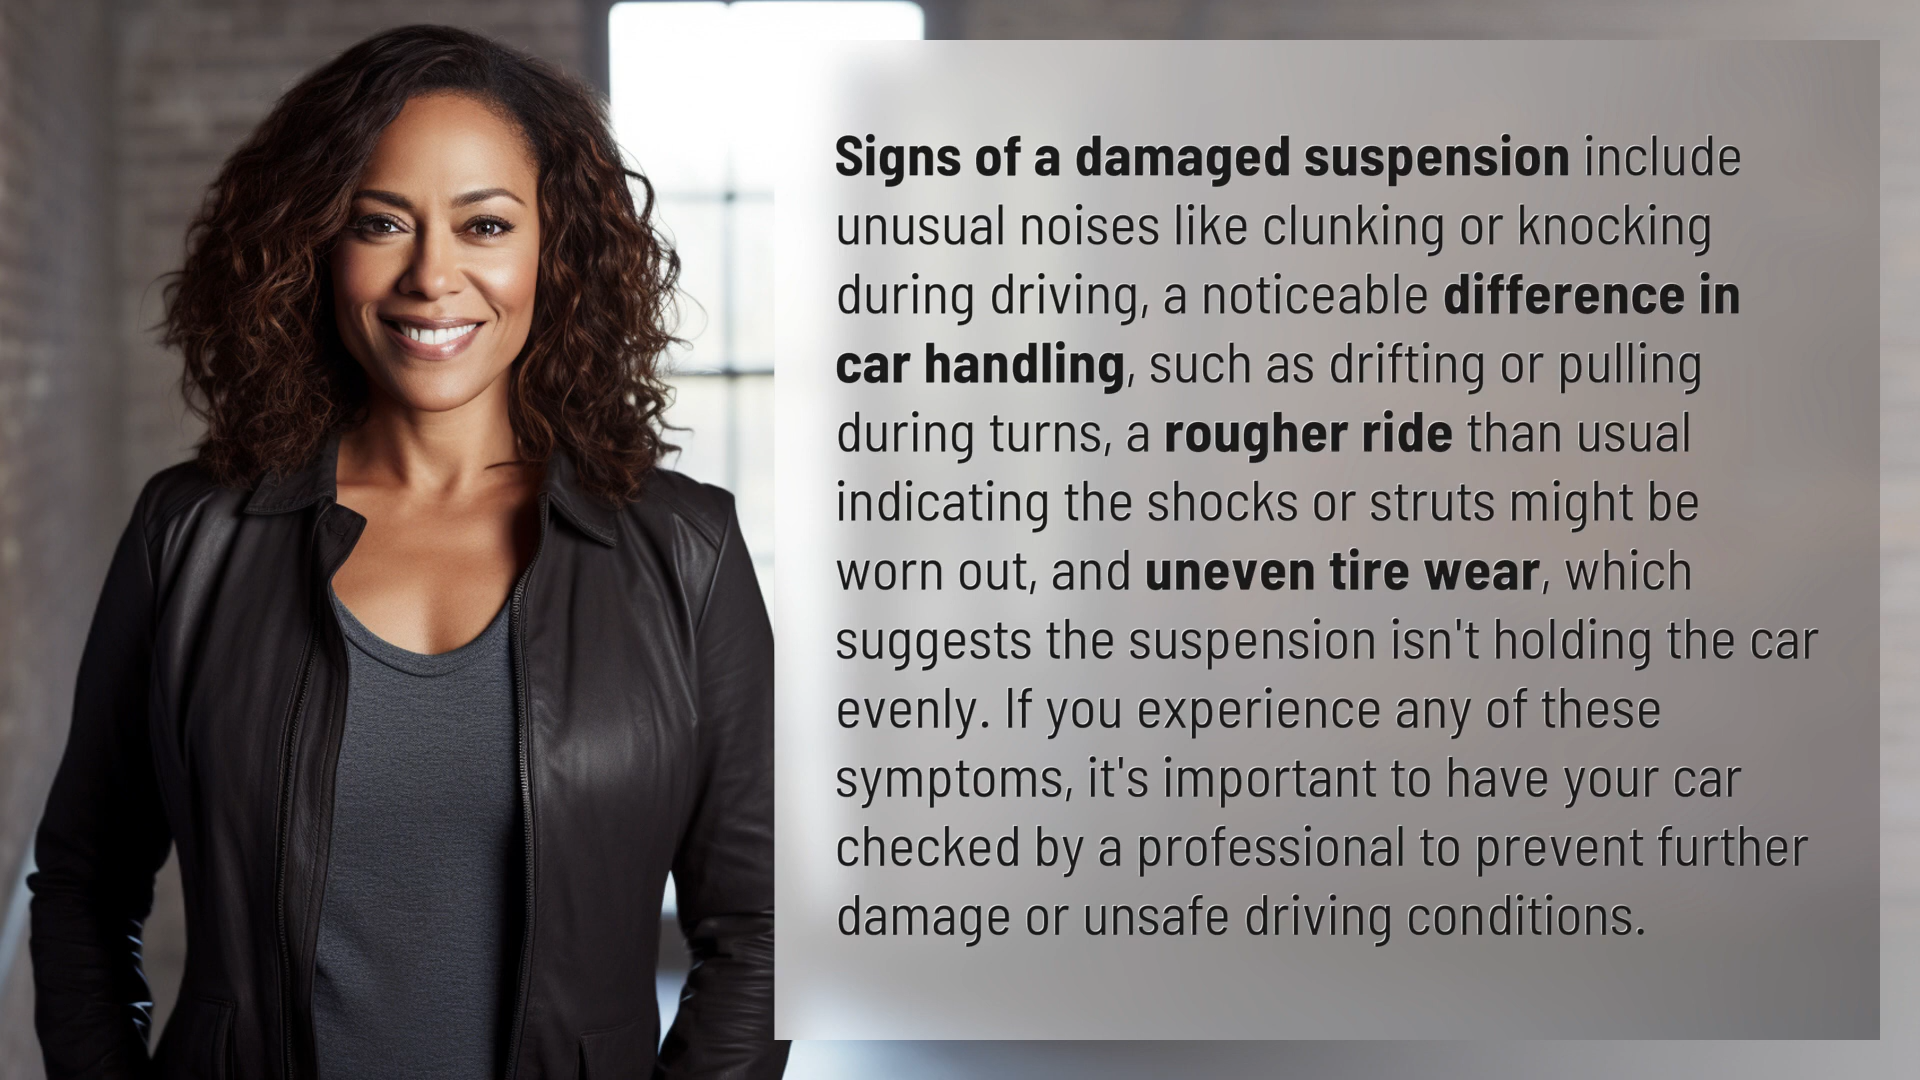 Signs of a damaged suspension include
unusual noises like clunking or knocking
during driving, a noticeable difference in
car handling, such as drifting or pulling
during turns, a rougher ride than usual
indicating the shocks or struts might be
worn out, and uneven tire wear, which
suggests the suspension isn't holding the car
evenly. If you experience any of these
symptoms, it's important to have your car
checked by a professional to prevent further
damage or unsafe driving conditions.